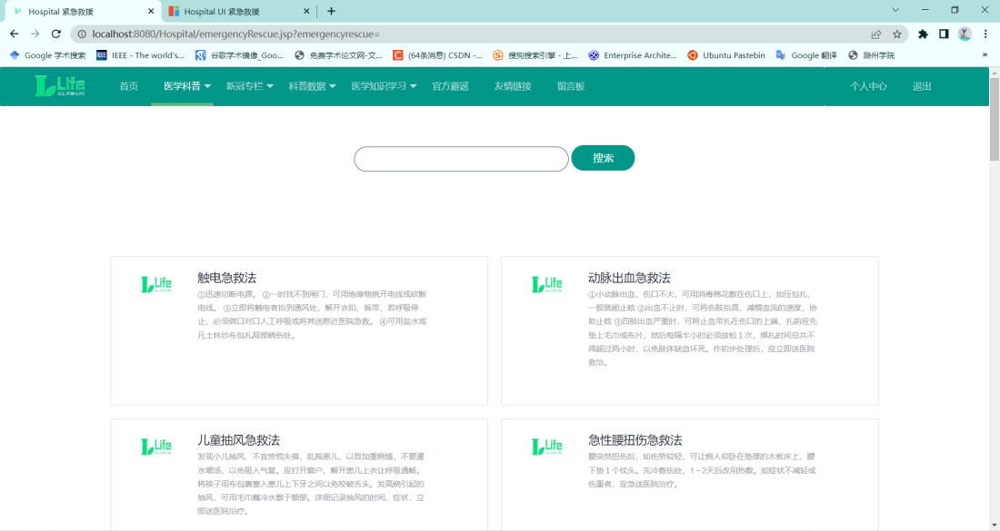 Hospital 紧急救援
Hospital UI 紧急救援
localhost:8080/Hospital/emergencyRescue.jsp?emergencyrescue=
Google 学术搜索
IEEE - The world's...
谷歌学术镜像_Goo...
免费学术论文网-文...
(64条消息) CSDN -...
搜狗搜索引擎 - 上...
Enterprise Archite...
Ubuntu Pastebin
Google 翻译
滁州学院
»
Life
ALL FOR LIFE
首页
医学科普
新冠专栏
科普数据
医学知识学习
官方避谣
友情链接
留言板
个人中心
退出
搜索
Life
触电急救法
①迅速切断电源。 ②一时找不到闸门，可用绝缘物挑开电线或砍断
电线。 ③立即将触电者抬到通风处，解开衣扣、裤带，若呼吸停
止，必须做口对口人工呼吸或将其送附近医院急救。 ④可用盐水或
凡士林纱布包扎局部烧伤处。
Life
动脉出血急救法
①小动脉出血，伤口不大，可用消毒棉花敷在伤口上，加压包扎，
一般就能止眩 ②出血不止时，可将伤肢抬高，减慢血流的速度，协
助止眩 ③四肢出血严重时，可将止血带扎在伤口的上端，扎前应先
垫上毛巾或布片，然后每隔半小时必须放松１次，绑扎时间总共不
得超过两小时，以免肢体缺血坏死。作初步处理后，应立即送医院
救治。
Life
儿童抽风急救法
发现小儿抽风，不宜惊慌失措，乱摇患儿，以致加重病情，不要灌
水喂汤，以免吸入气管。应打开窗户，解开患儿上衣让呼吸通畅。
将筷子用布包裹塞入患儿上下牙之间以免咬破舌头。发高烧引起的
抽风，可用毛巾蘸冷水敷于额部。详细记录抽风的时间，症状，立
即送医院治疗。
Life
急性腰扭伤急救法
腰突然扭伤后，如伤势较轻，可让病人仰卧在垫厚的木板床上，腰
下垫１个枕头。先冷敷伤处，１－２天后改用热敷。如症状不减轻或
伤重者，应急送医院治疗。